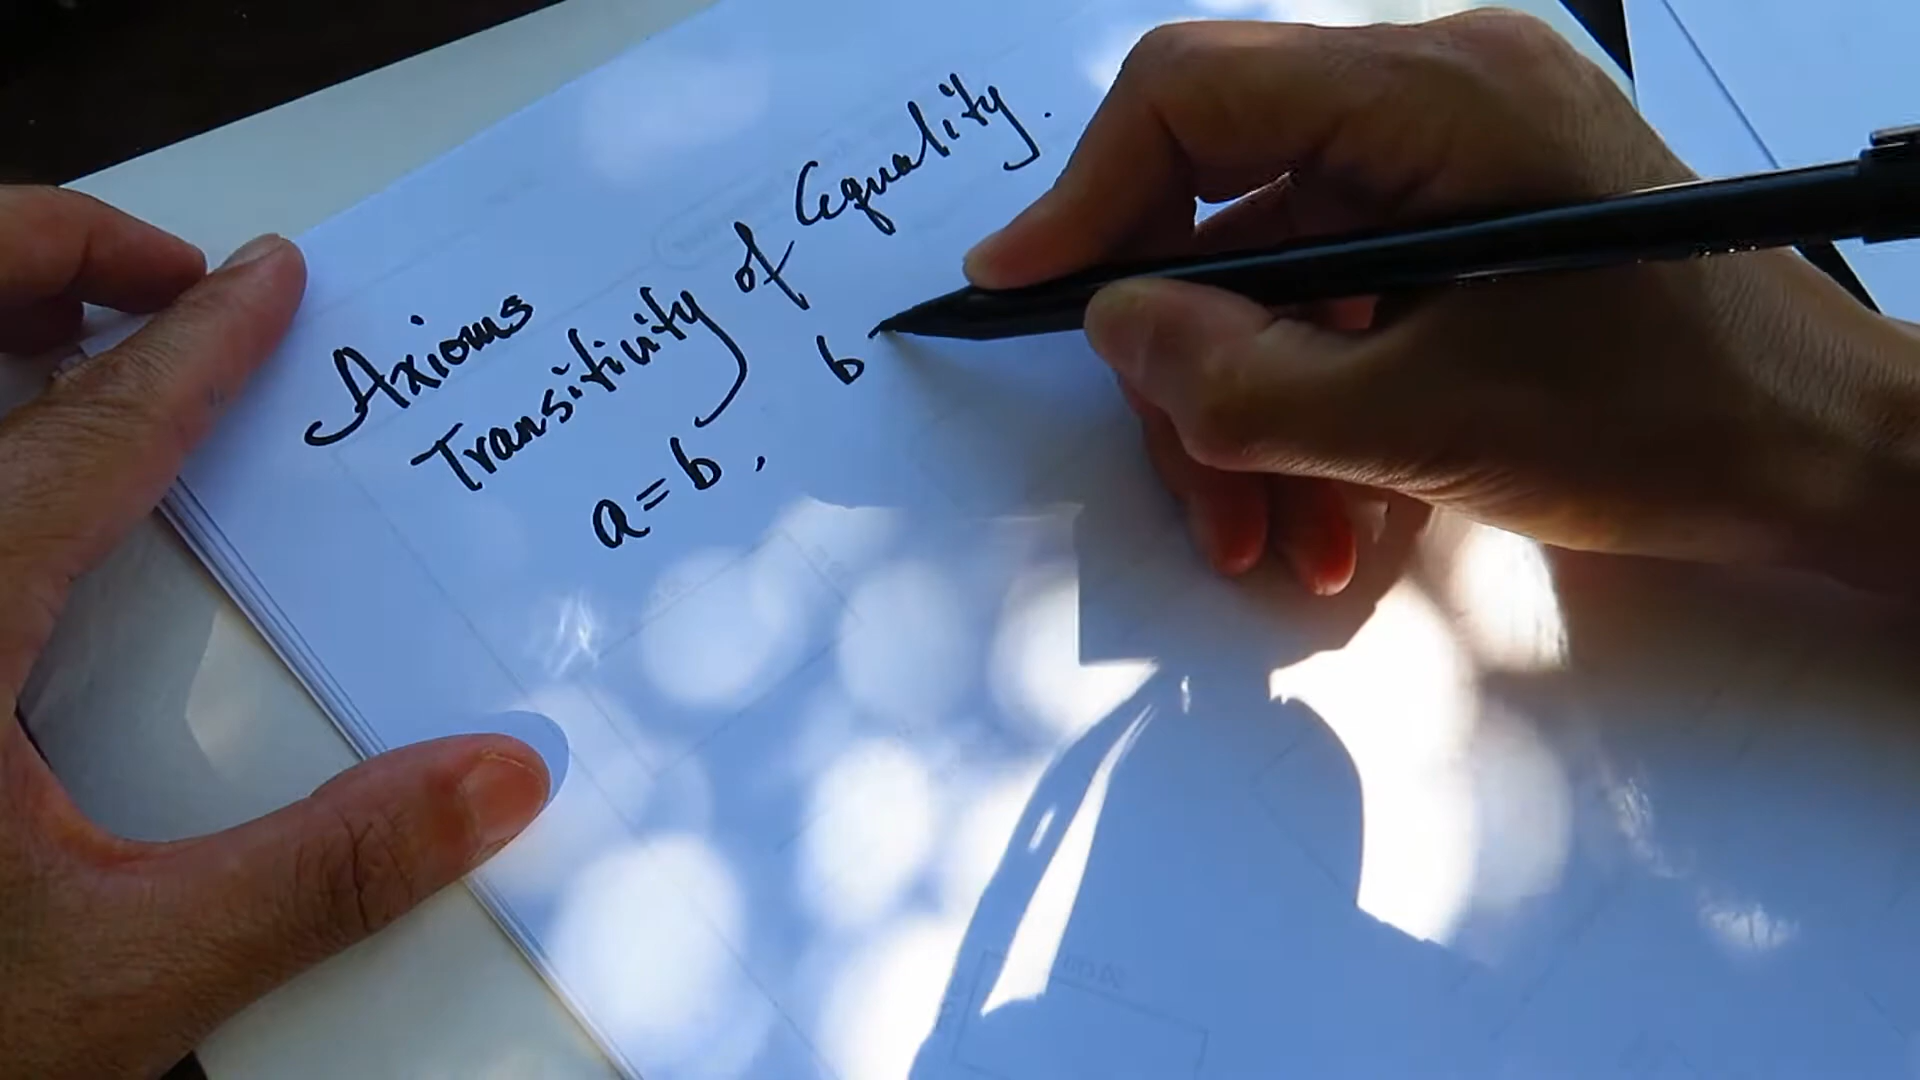 Axioms
Transitivity of Equality.
a=b, b